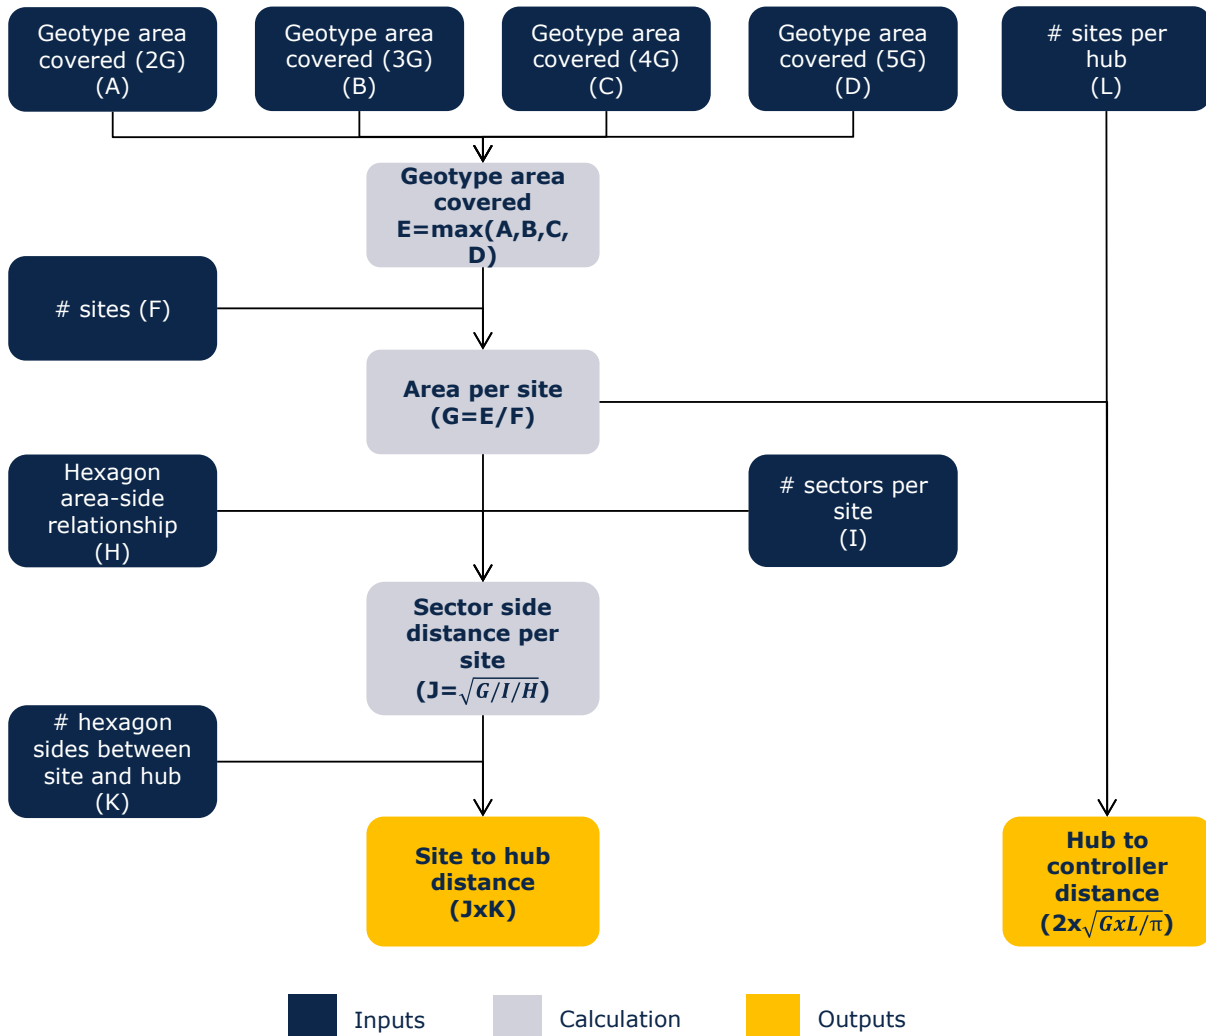 Geotype area
covered (2G)
(A)
Geotype area
covered (3G)
(B)
Geotype area
covered (4G)
(C)
Geotype area
covered (5G)
(D)
# sites per
hub
(L)
Geotype area
covered
E=max(A,B,C,
D)
# sites (F)
Area per site
(G=E/F)
Hexagon
area-side
relationship
(H)
# sectors per
site
(I)
Sector side
distance per
site
(J=√G/I/H)
# hexagon
sides between
site and hub
(K)
Site to hub
distance
(JxK)
Hub to
controller
distance
(2x√GxL/π)
Inputs
Calculation
Outputs